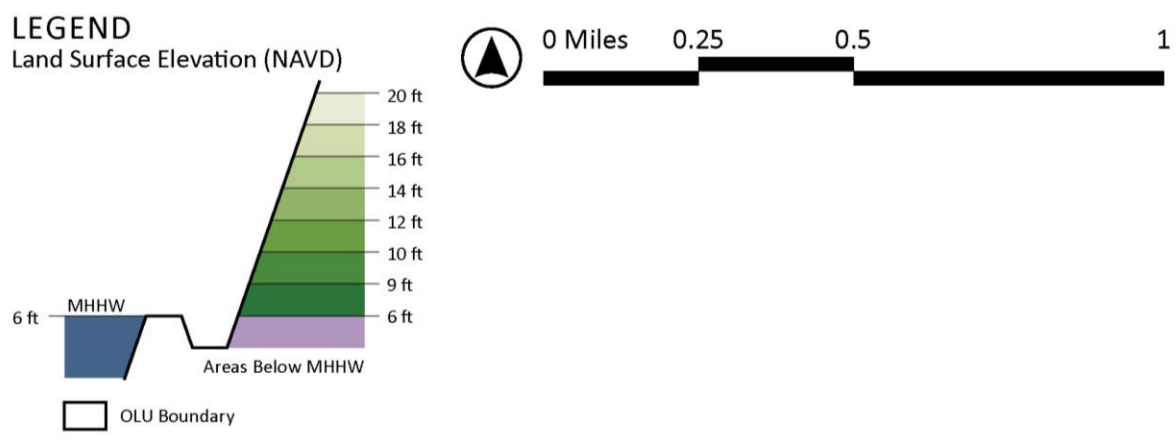 LEGEND
Land Surface Elevation (NAVD)
0 Miles 0.25 0.5 1
20 ft
18 ft
16 ft
14 ft
12 ft
10 ft
9 ft
6 ft
6 ft
MHHW
Areas Below MHHW
OLU Boundary